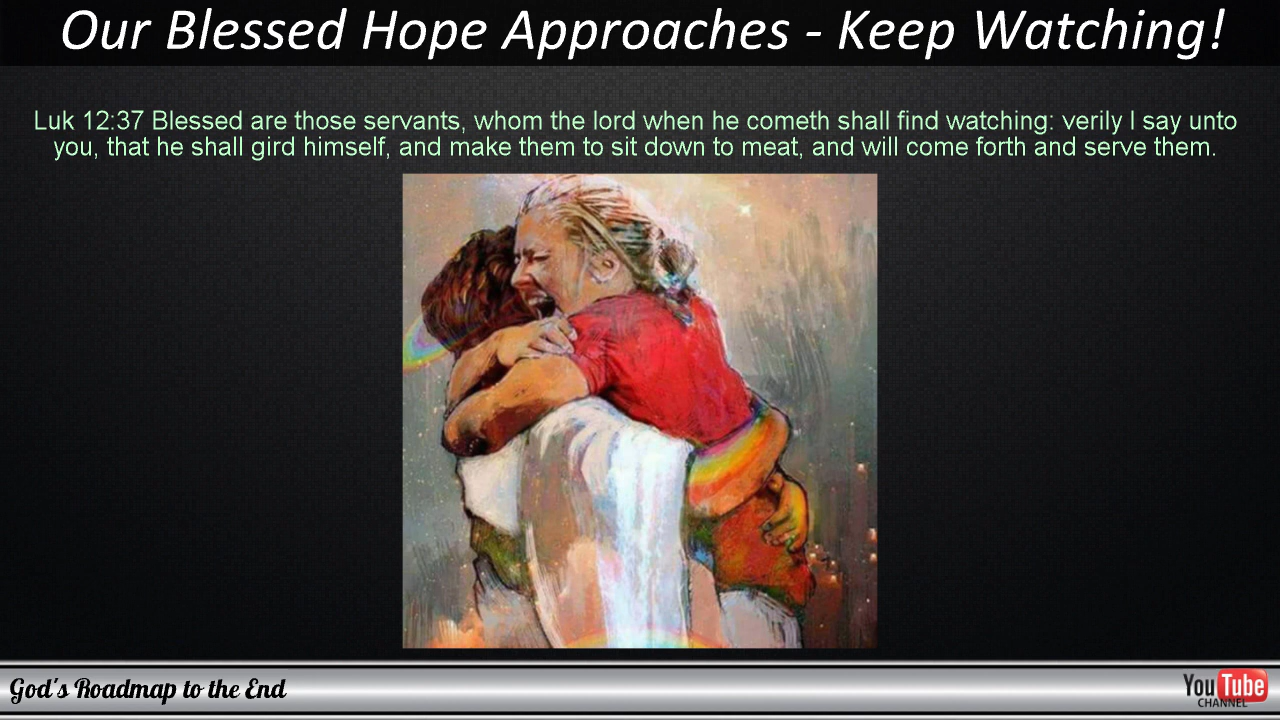 Our Blessed Hope Approaches - Keep Watching!
Luk 12:37 Blessed are those servants, whom the lord when he cometh shall find watching: verily I say unto
you, that he shall gird himself, and make them to sit down to meat, and will come forth and serve them.
God's Roadmap to the End
YouTube
CHANNEL